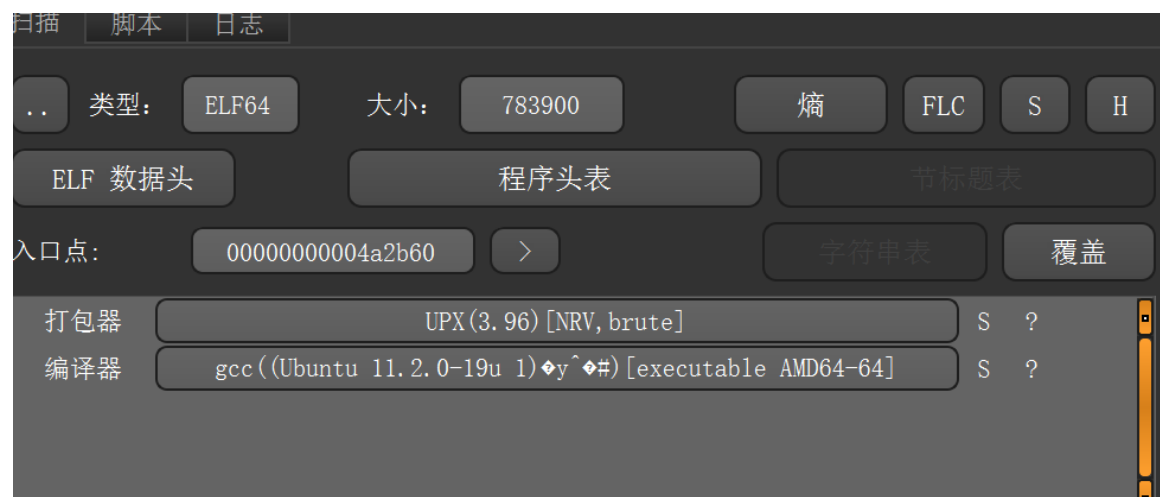 扫描 脚本 日志
.. 类型: ELF64 大小: 783900 熵 FLC S H
ELF 数据头 程序头表 节标题表
入口点: 00000000004a2b60 > 字符串表 覆盖
打包器 UPX(3.96)[NRV,brute] S ?
编译器 gcc((Ubuntu 11.2.0-19u 1)�y^�#)[executable AMD64-64] S ?